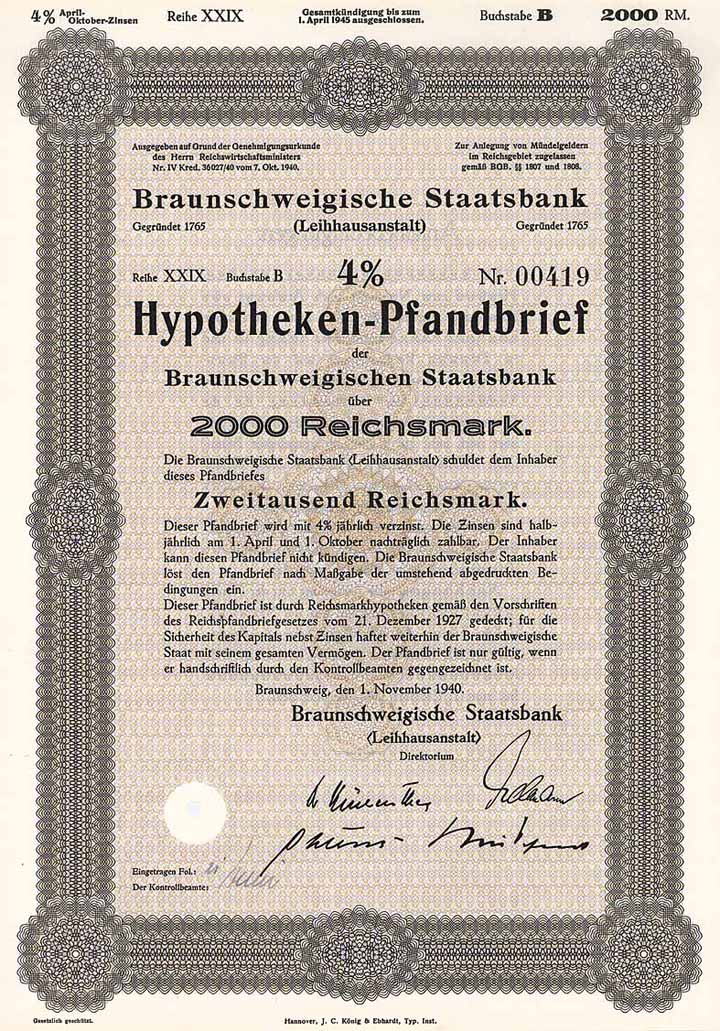 4% April-Oktober-Zinsen Reihe XXIX Gesamtkündigung bis zum 1. April 1945 ausgeschlossen. Buchstabe B 2000 RM.
Ausgegeben auf Grund der Genehmigungsurkunde
des Herrn Reichswirtschaftsministers
Nr. IV Kred. 36027/40 vom 7. Okt. 1940.
Zur Anlegung von Mündelgeldern
im Reichsgebiet zugelassen
gemäß BGB. §§ 1807 und 1808.
Braunschweigische Staatsbank
Gegründet 1765 (Leihhausanstalt) Gegründet 1765
Reihe XXIX Buchstabe B 4% Nr. 00419
Hypotheken-Pfandbrief
der
Braunschweigischen Staatsbank
über
2000 Reichsmark.
Die Braunschweigische Staatsbank (Leihhausanstalt) schuldet dem Inhaber
dieses Pfandbriefes
Zweitausend Reichsmark.
Dieser Pfandbrief wird mit 4% jährlich verzinst. Die Zinsen sind halb-
jährlich am 1. April und 1. Oktober nachträglich zahlbar. Der Inhaber
kann diesen Pfandbrief nicht kündigen. Die Braunschweigische Staatsbank
löst den Pfandbrief nach Maßgabe der umstehend abgedruckten Be-
dingungen ein.
Dieser Pfandbrief ist durch Reichsmarkhypotheken gemäß den Vorschriften
des Reichspfandbriefgesetzes vom 21. Dezember 1927 gedeckt; für die
Sicherheit des Kapitals nebst Zinsen haftet weiterhin der Braunschweigische
Staat mit seinem gesamten Vermögen. Der Pfandbrief ist nur gültig, wenn
er handschriftlich durch den Kontrollbeamten gegengezeichnet ist.
Braunschweig, den 1. November 1940.
Braunschweigische Staatsbank
(Leihhausanstalt)
Direktorium
Eingetragen Fol.:
Der Kontrollbeamte:
Gesetzlich geschützt.
Hannover, J. C. König & Ebhardt, Typ. Inst.